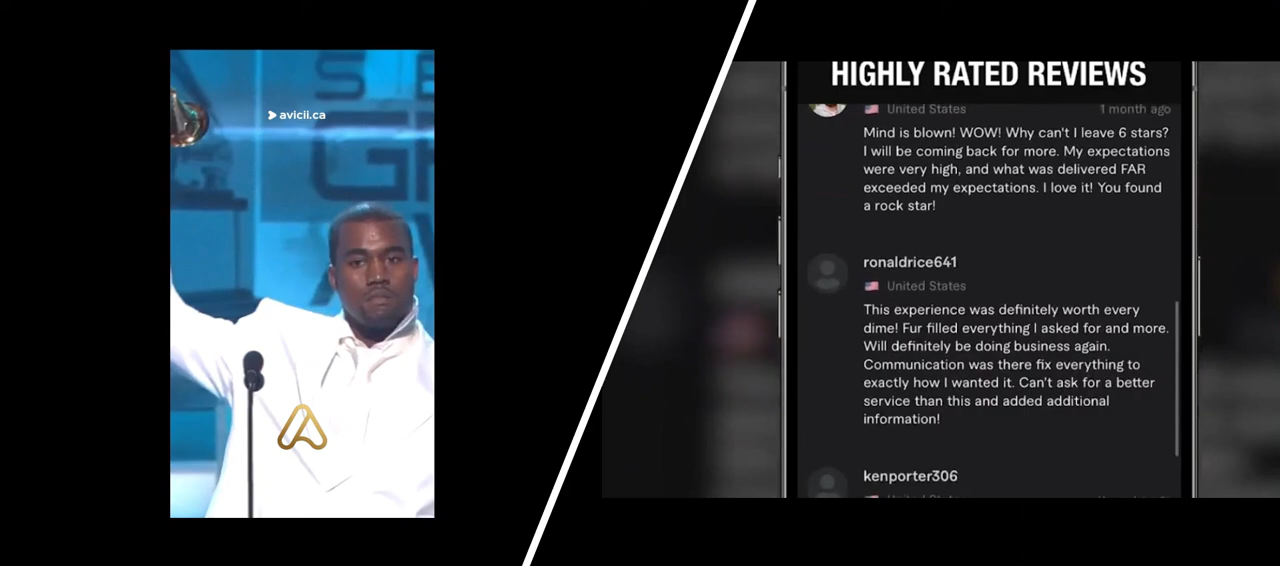 avicii.ca
HIGHLY RATED REVIEWS
United States
1 month ago
Mind is blown! WOW! Why can't I leave 6 stars?
I will be coming back for more. My expectations
were very high, and what was delivered FAR
exceeded my expectations. I love it! You found
a rock star!
ronaldrice641
United States
This experience was definitely worth every
dime! Fur filled everything I asked for and more.
Will definitely be doing business again.
Communication was there fix everything to
exactly how I wanted it. Can't ask for a better
service than this and added additional
information!
kenporter306